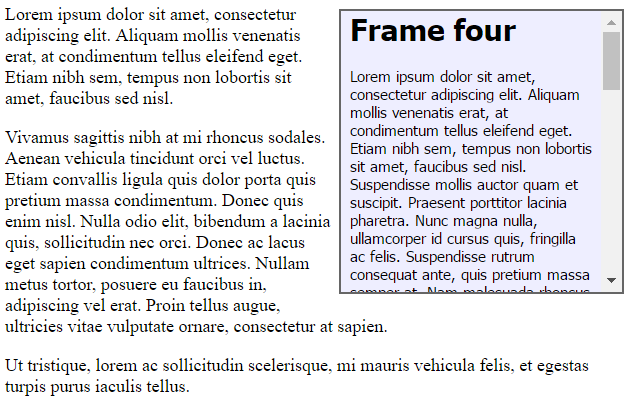 Lorem ipsum dolor sit amet, consectetur
adipiscing elit. Aliquam mollis venenatis
erat, at condimentum tellus eleifend eget.
Etiam nibh sem, tempus non lobortis sit
amet, faucibus sed nisl.
Vivamus sagittis nibh at mi rhoncus sodales.
Aenean vehicula tincidunt orci vel luctus.
Etiam convallis ligula quis dolor porta quis
pretium massa condimentum. Donec quis
enim nisl. Nulla odio elit, bibendum a lacinia
quis, sollicitudin nec orci. Donec ac lacus
eget sapien condimentum ultrices. Nullam
metus tortor, posuere eu faucibus in,
adipiscing vel erat. Proin tellus augue,
ultricies vitae vulputate ornare, consectetur at sapien.
Ut tristique, lorem ac sollicitudin scelerisque, mi mauris vehicula felis, et egestas
turpis purus iaculis tellus.
Frame four
Lorem ipsum dolor sit amet,
consectetur adipiscing elit. Aliquam
mollis venenatis erat, at
condimentum tellus eleifend eget.
Etiam nibh sem, tempus non lobortis
sit amet, faucibus sed nisl.
Suspendisse mollis auctor quam et
suscipit. Praesent porttitor lacinia
pharetra. Nunc magna nulla,
ullamcorper id cursus quis, fringilla
ac felis. Suspendisse rutrum
consequat ante, quis pretium massa
semper at. Nam malesuada rhoncus